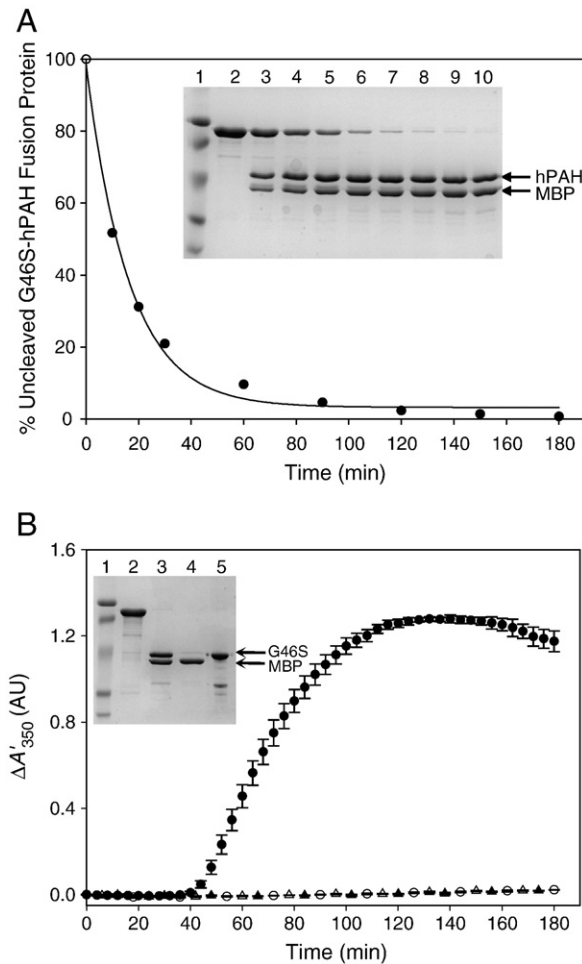 A
% Uncleaved G46S-hPAH Fusion Protein
100
80
60
40
20
0
1 2 3 4 5 6 7 8 9 10
hPAH
MBP
0 20 40 60 80 100 120 140 160 180
Time (min)
B
ΔA′350 (AU)
1.6
1.2
0.8
0.4
0.0
1 2 3 4 5
G46S
MBP
0 20 40 60 80 100 120 140 160 180
Time (min)